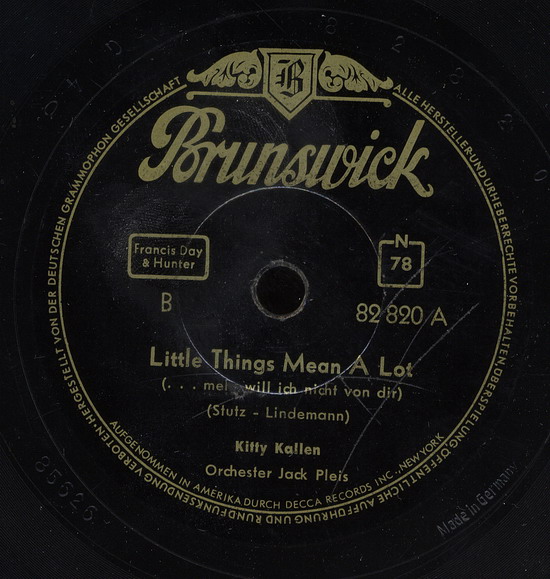 B
Brunswick
HERGESTELLT VON DER DEUTSCHEN GRAMMOPHON GESELLSCHAFT
ALLE HERSTELLER UND URHEBERRECHTE VORBEHALTEN ÜBERSPIELUNG ÖFFENTLICHE AUFFÜHRUNG UND RUNDFUNKSENDUNG VERBOTEN
Francis Day
& Hunter
N
78
B
82 820 A
Little Things Mean A Lot
(. . . mehr will ich nicht von dir)
(Stutz - Lindemann)
Kitty Kallen
Orchester Jack Pleis
AUFGENOMMEN IN AMERIKA DURCH DECCA RECORDS INC., NEW YORK
Made in Germany